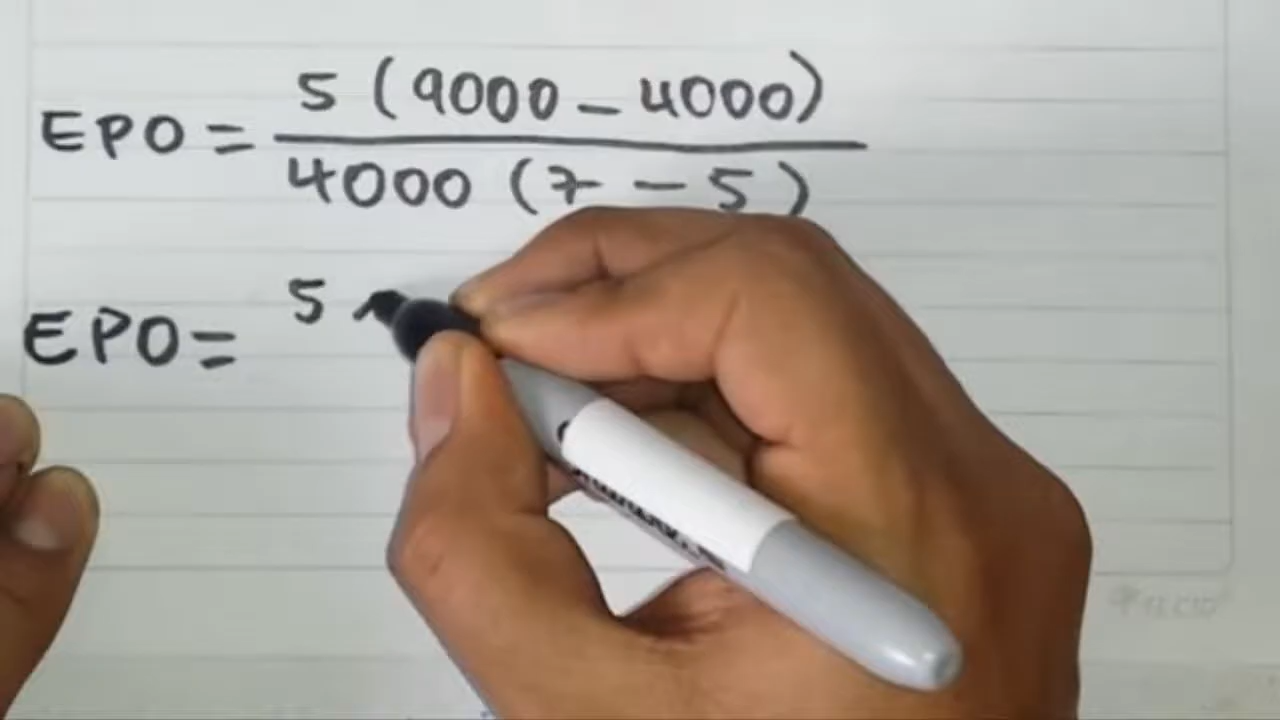 EPO = 5 (9000 - 4000)
4000 (7 - 5)
EPO = 5